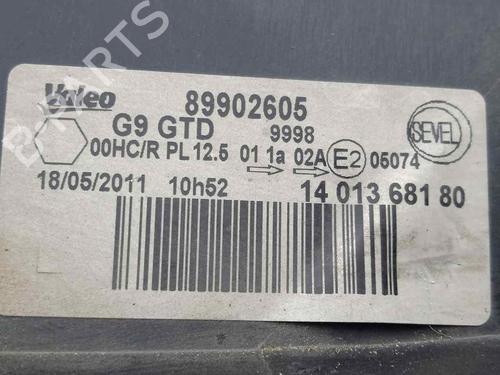 B-PARTS
Valeo 89902605
G9 GTD 9998 SEVEL
00HC/R PL12.5 01 1a 02A E2 05074
18/05/2011 10h52 14 013 681 80
B-PARTS